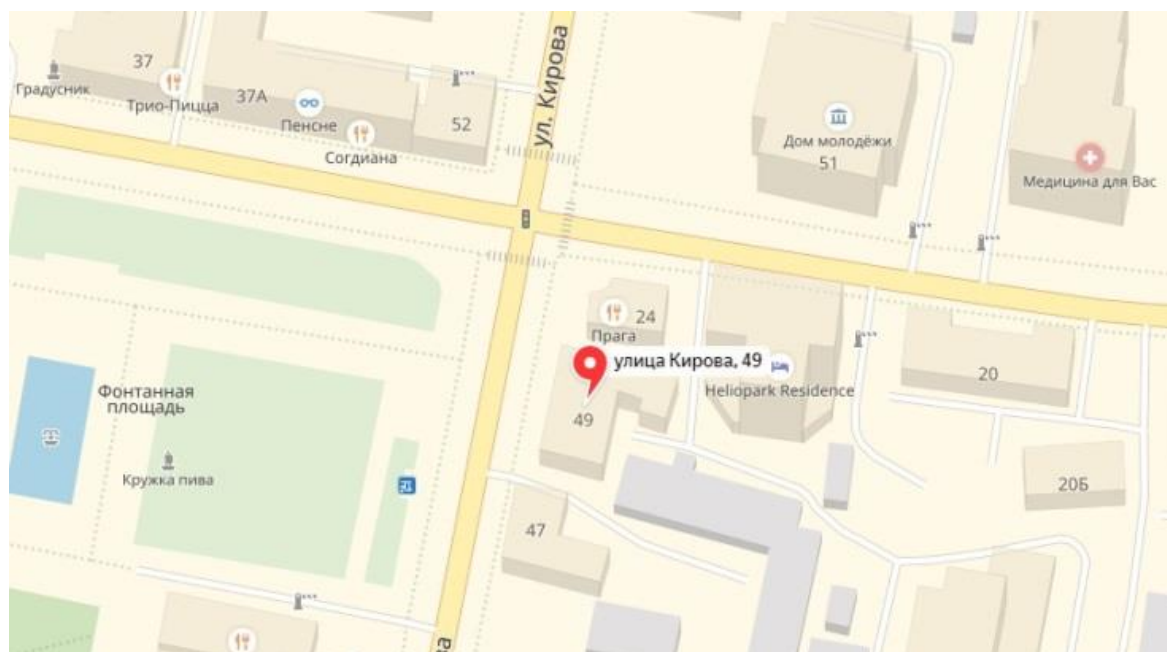 37
Градусник
Трио-Пицца
37А
Пенсне
Согдиана
52
ул. Кирова
Дом молодёжи
51
Медицина для Вас
24
Прага
улица Кирова, 49
Heliopark Residence
20
Фонтанная
площадь
49
Кружка пива
20Б
47
ва